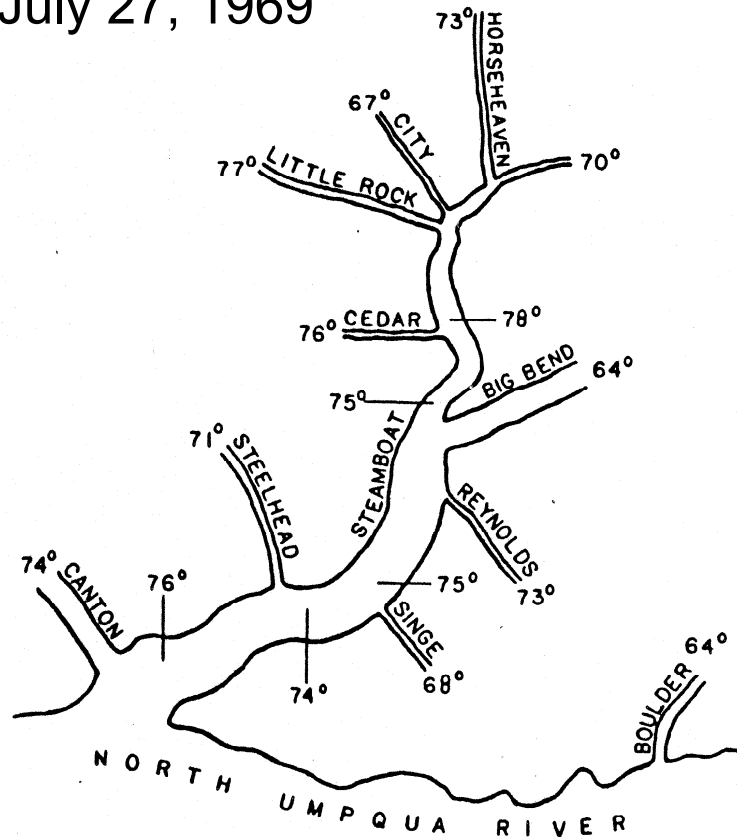 July 27, 1969
73°
HORSEHEAVEN
67°
CITY
77°
LITTLE ROCK
70°
76°
CEDAR
78°
BIG BEND
64°
75°
STEAMBOAT
71°
STEELHEAD
REYNOLDS
73°
74°
CANTON
76°
75°
SINGE
68°
74°
64°
BOULDER
NORTH UMPQUA RIVER